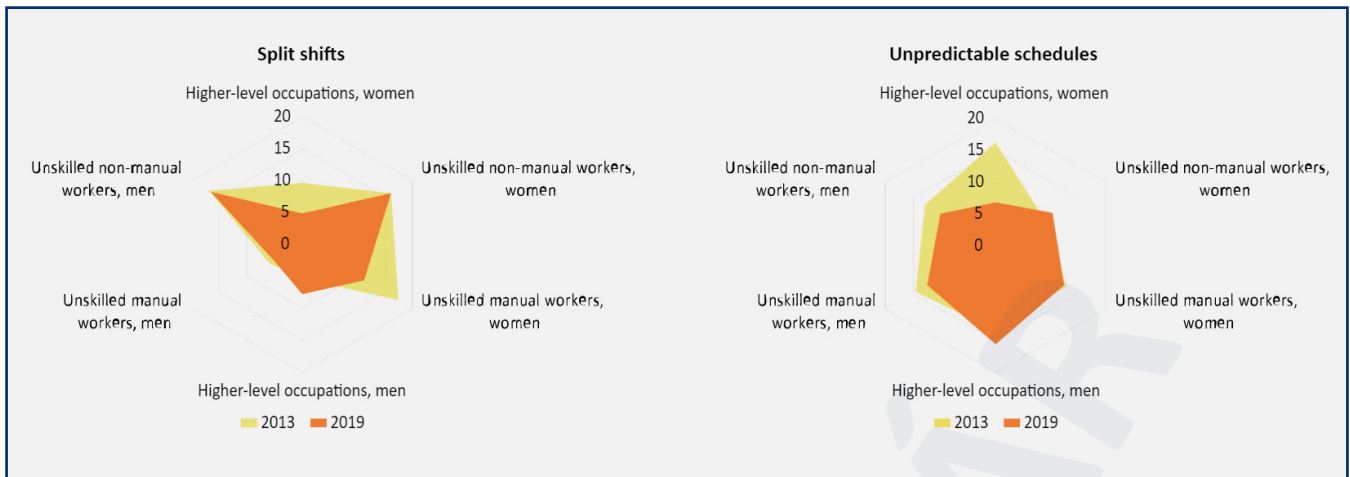 Split shifts
Higher-level occupations, women
20
15
10
5
0
Unskilled non-manual
workers, men
Unskilled non-manual workers,
women
Unskilled manual
workers, men
Unskilled manual workers,
women
Higher-level occupations, men
2013 2019
Unpredictable schedules
Higher-level occupations, women
20
15
10
5
0
Unskilled non-manual
workers, men
Unskilled non-manual workers,
women
Unskilled manual
workers, men
Unskilled manual workers,
women
Higher-level occupations, men
2013 2019